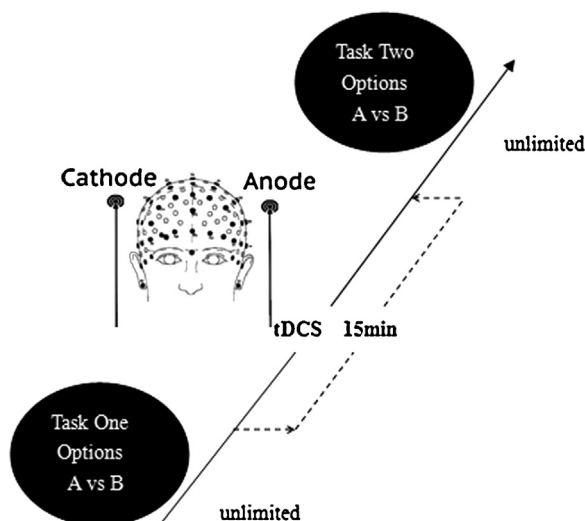 Task Two
Options
A vs B
unlimited
Cathode
Anode
tDCS 15min
Task One
Options
A vs B
unlimited